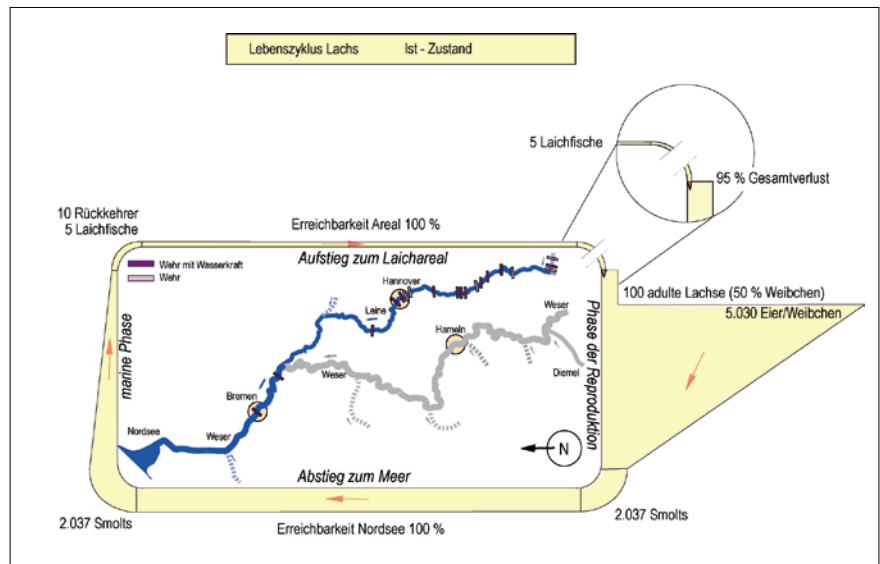 Lebenszyklus Lachs Ist - Zustand
5 Laichfische
95 % Gesamtverlust
10 Rückkehrer
5 Laichfische
Erreichbarkeit Areal 100 %
Aufstieg zum Laichareal
Wehr mit Wasserkraft
Wehr
Hannover
Leine
100 adulte Lachse (50 % Weibchen)
5.030 Eier/Weibchen
Weser
Hameln
marine Phase
Phase der Reproduktion
Weser
Diemel
Bremen
Nordsee
Weser
N
Abstieg zum Meer
2.037 Smolts
2.037 Smolts
Erreichbarkeit Nordsee 100 %